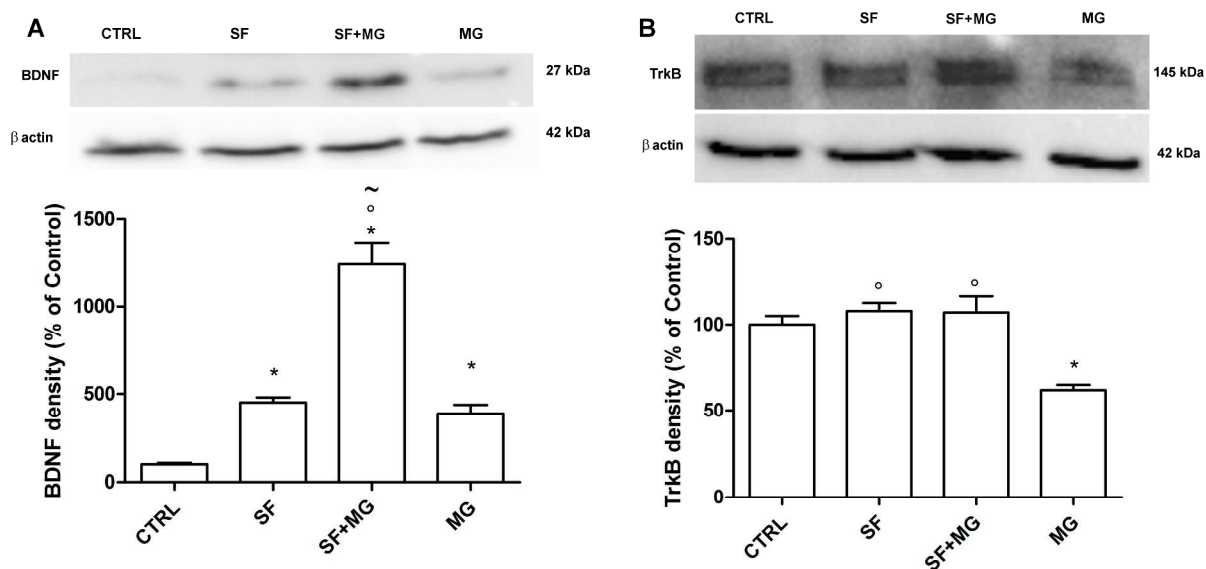 A
CTRL SF SF+MG MG
BDNF 27 kDa
β actin 42 kDa
BDNF density (% of Control)
1500
1000
500
0
~
°
*
* *
CTRL SF SF+MG MG
B
CTRL SF SF+MG MG
TrkB 145 kDa
β actin 42 kDa
TrkB density (% of Control)
150
100
50
0
° °
*
CTRL SF SF+MG MG